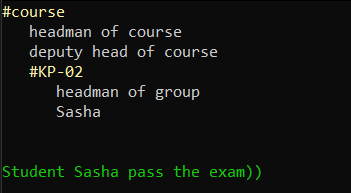 #course
headman of course
deputy head of course
#KP-02
headman of group
Sasha
Student Sasha pass the exam))